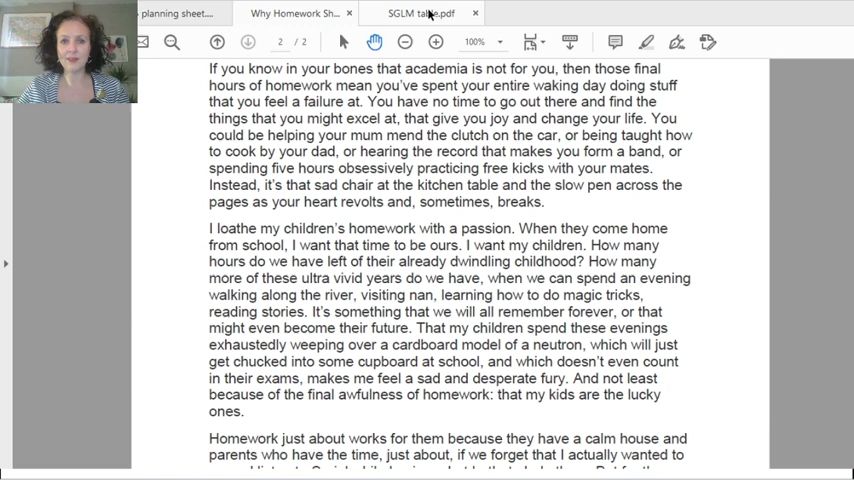 planning sheet....
Why Homework Sh...
SGLM table.pdf
2 / 2
100%
If you know in your bones that academia is not for you, then those final
hours of homework mean you've spent your entire waking day doing stuff
that you feel a failure at. You have no time to go out there and find the
things that you might excel at, that give you joy and change your life. You
could be helping your mum mend the clutch on the car, or being taught how
to cook by your dad, or hearing the record that makes you form a band, or
spending five hours obsessively practicing free kicks with your mates.
Instead, it's that sad chair at the kitchen table and the slow pen across the
pages as your heart revolts and, sometimes, breaks.
I loathe my children's homework with a passion. When they come home
from school, I want that time to be ours. I want my children. How many
hours do we have left of their already dwindling childhood? How many
more of these ultra vivid years do we have, when we can spend an evening
walking along the river, visiting nan, learning how to do magic tricks,
reading stories. It's something that we will all remember forever, or that
might even become their future. That my children spend these evenings
exhaustedly weeping over a cardboard model of a neutron, which will just
get chucked into some cupboard at school, and which doesn't even count
in their exams, makes me feel a sad and desperate fury. And not least
because of the final awfulness of homework: that my kids are the lucky
ones.
Homework just about works for them because they have a calm house and
parents who have the time, just about, if we forget that I actually wanted to